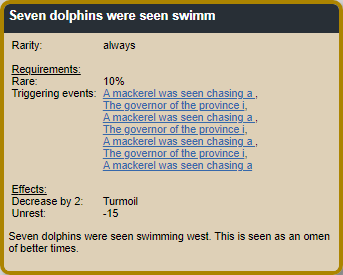 Seven dolphins were seen swimm
Rarity: always
Requirements:
Rare: 10%
Triggering events: A mackerel was seen chasing a ,
The governor of the province i,
A mackerel was seen chasing a ,
The governor of the province i,
A mackerel was seen chasing a ,
The governor of the province i,
A mackerel was seen chasing a
Effects:
Decrease by 2: Turmoil
Unrest: -15
Seven dolphins were seen swimming west. This is seen as an omen
of better times.